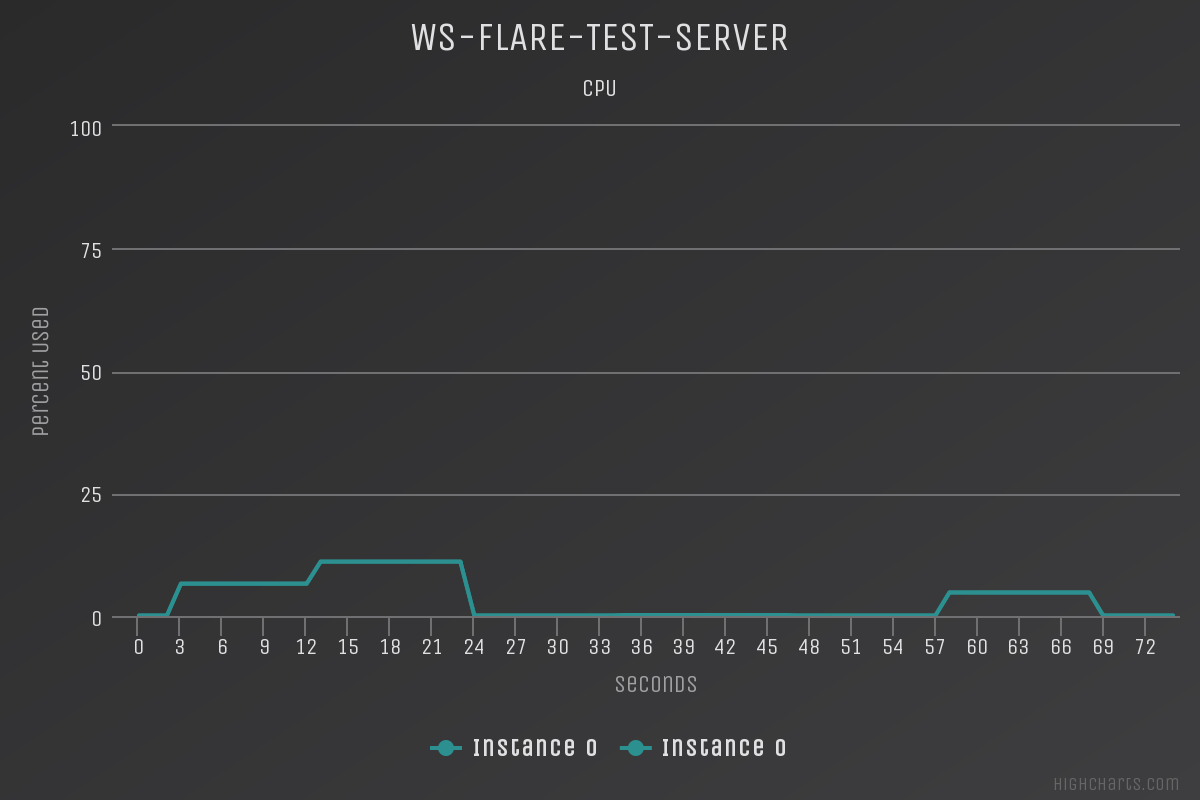 WS-FLARE-TEST-SERVER
CPU
100
75
50
25
0
Percent Used
0 3 6 9 12 15 18 21 24 27 30 33 36 39 42 45 48 51 54 57 60 63 66 69 72
Seconds
Instance 0 Instance 0
Highcharts.com